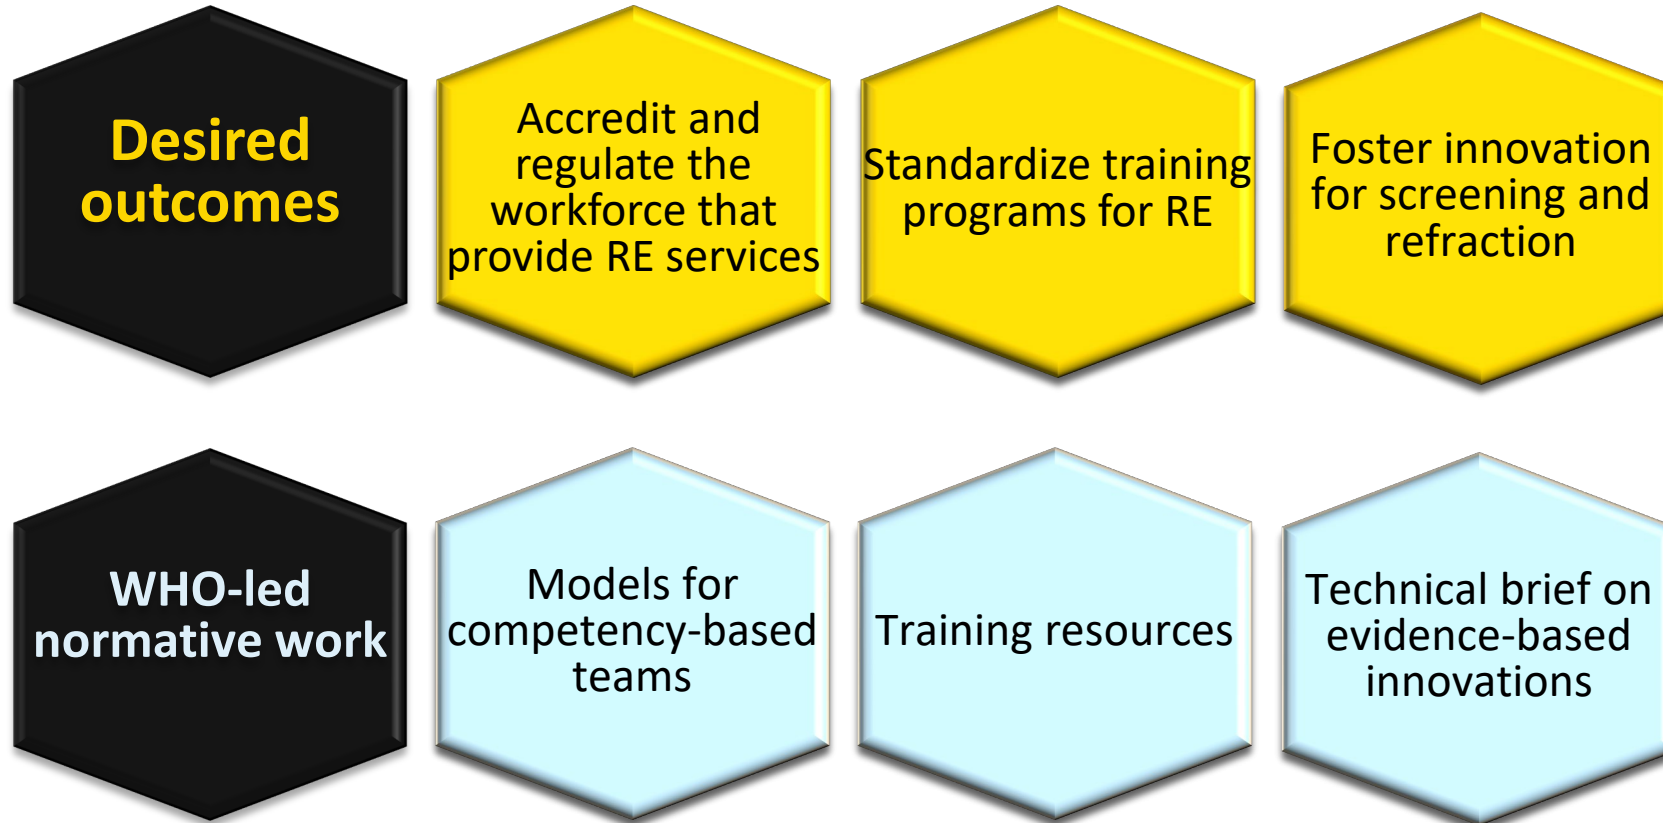 Desired
outcomes
Accredit and
regulate the
workforce that
provide RE services
Standardize training
programs for RE
Foster innovation
for screening and
refraction
WHO-led
normative work
Models for
competency-based
teams
Training resources
Technical brief on
evidence-based
innovations